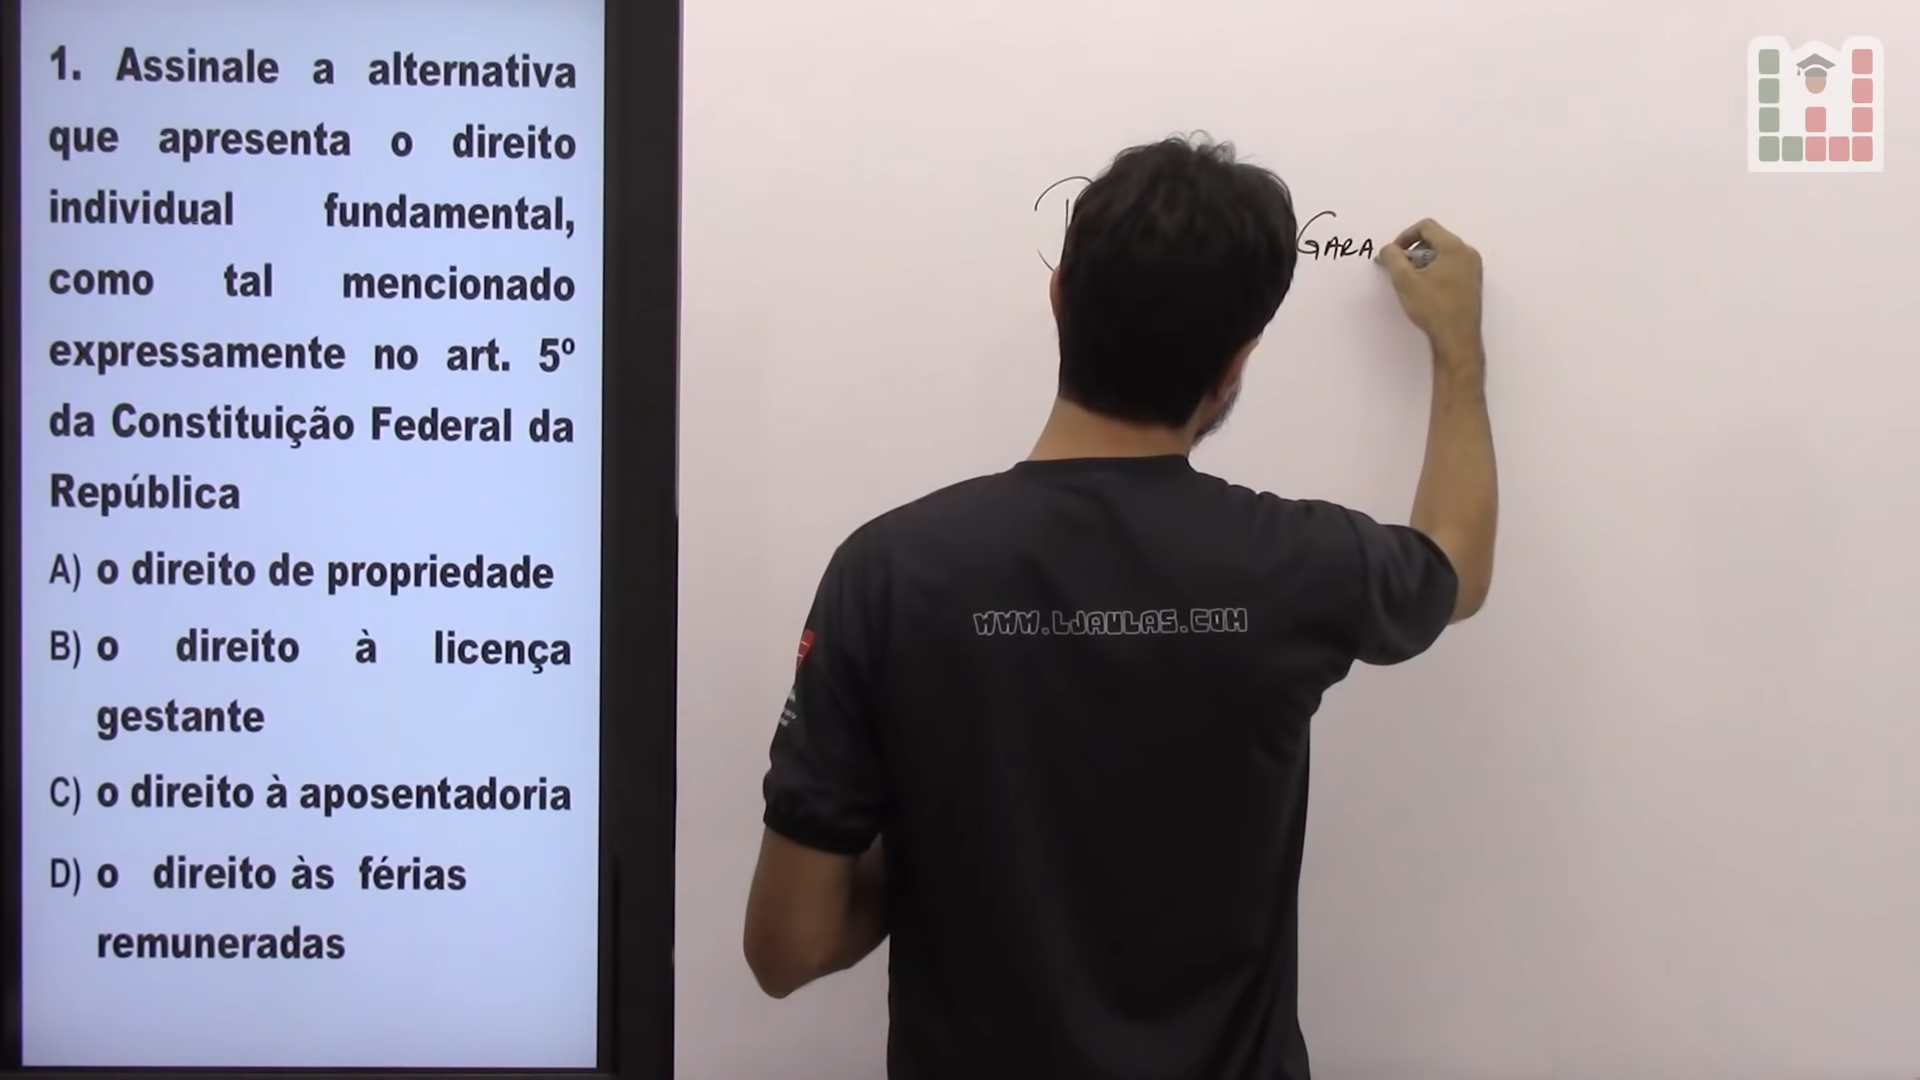 1. Assinale a alternativa
que apresenta o direito
individual fundamental,
como tal mencionado
expressamente no art. 5º
da Constituição Federal da
República
A) o direito de propriedade
B) o direito à licença
gestante
C) o direito à aposentadoria
D) o direito às férias
remuneradas
GARA
WWW.LJAULAS.COM